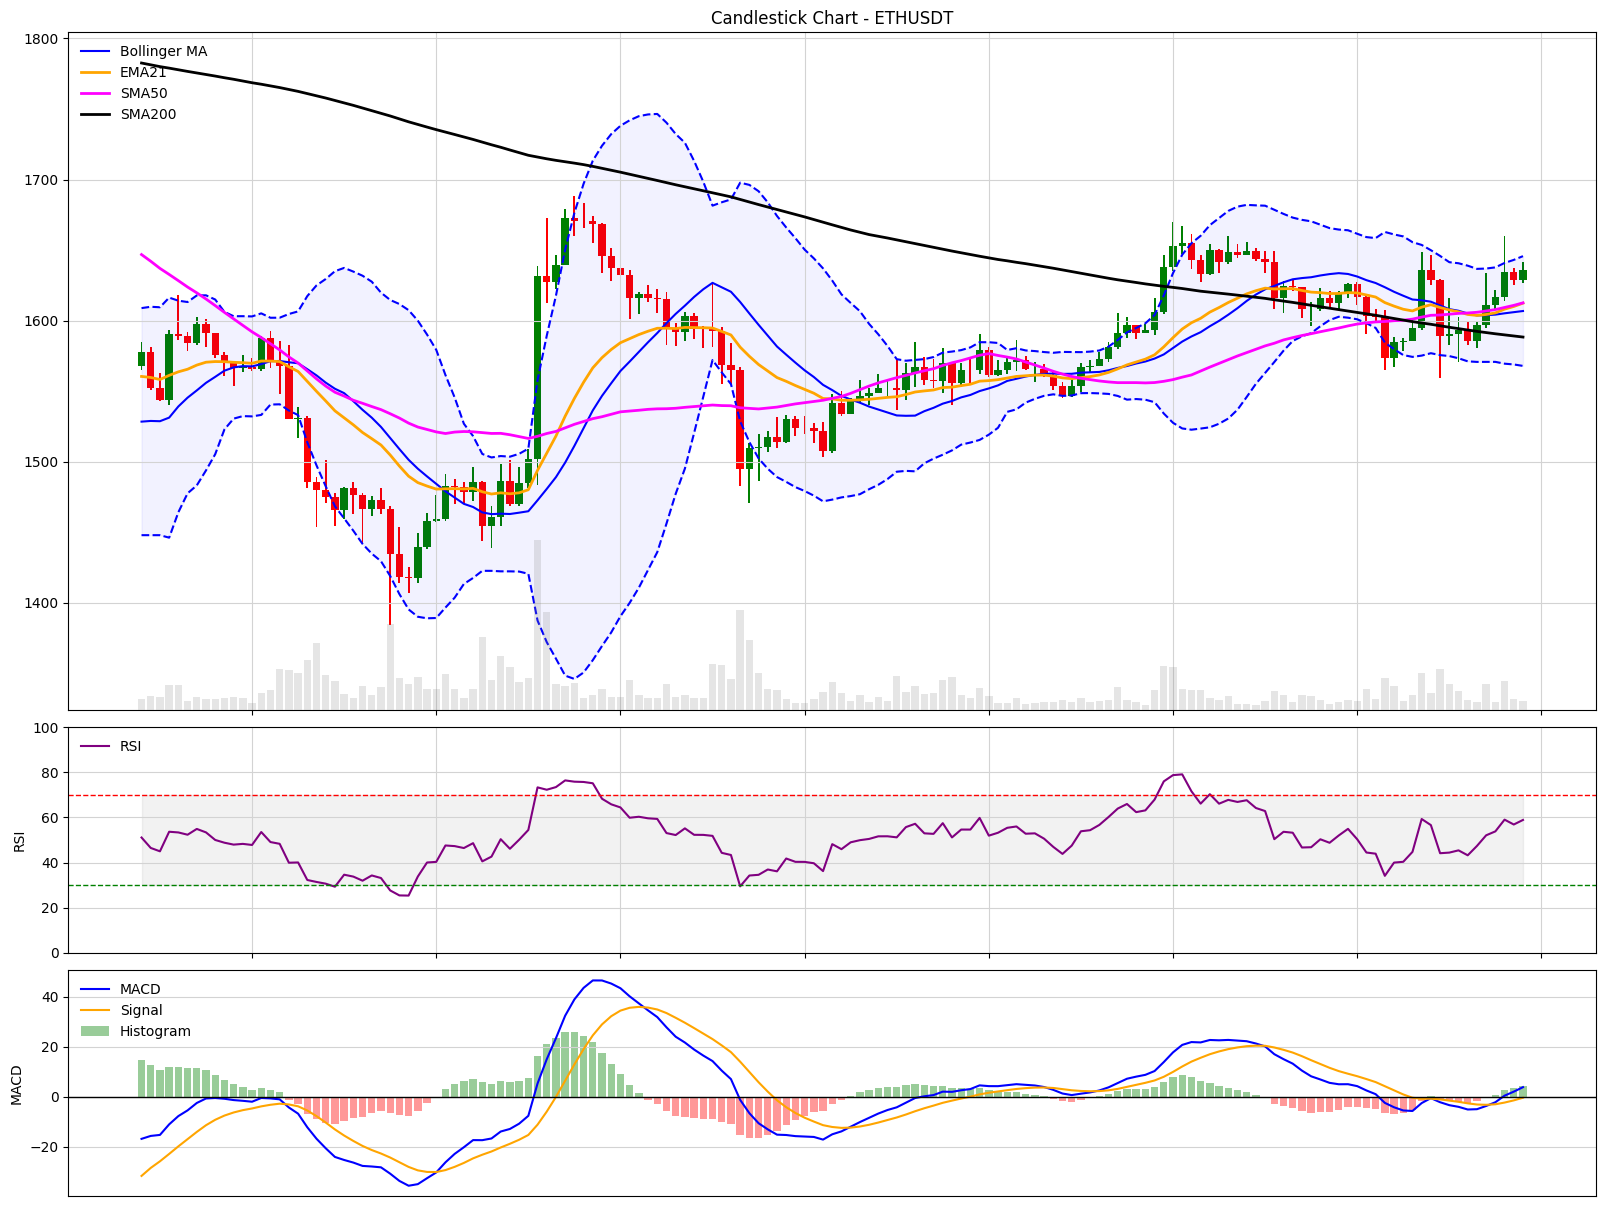 Candlestick Chart - ETHUSDT
1800
1700
1600
1500
1400
Bollinger MA
EMA21
SMA50
SMA200
100
80
60
40
20
0
RSI
RSI
40
20
0
−20
MACD
MACD
Signal
Histogram